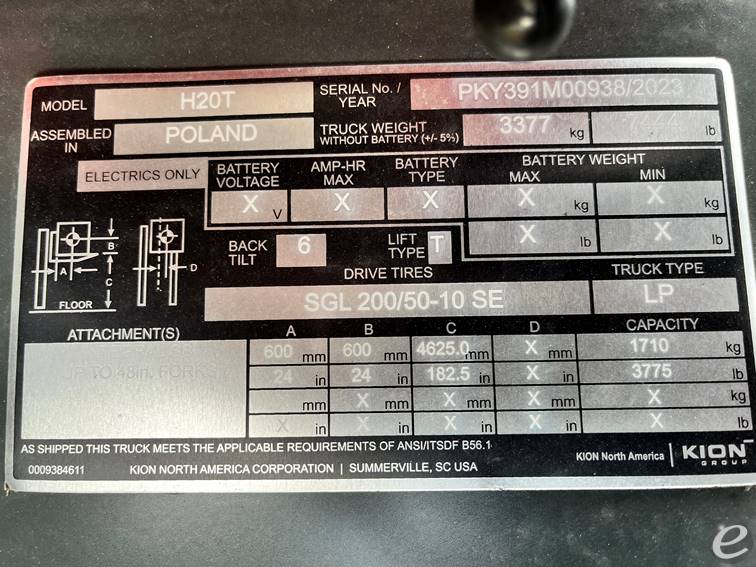 MODEL H20T SERIAL No. / YEAR PKY391M00938/2023
ASSEMBLED IN POLAND TRUCK WEIGHT WITHOUT BATTERY (+/- 5%) 3377 kg lb
ELECTRICS ONLY BATTERY VOLTAGE AMP-HR MAX BATTERY TYPE BATTERY WEIGHT
MAX MIN
X V X X X kg X kg
X lb X lb
BACK TILT 6 LIFT TYPE T
A B C D
FLOOR
DRIVE TIRES TRUCK TYPE
SGL 200/50-10 SE LP
ATTACHMENT(S) A B C D CAPACITY
UP TO 48in. FORKS
600 mm 600 mm 4625.0 mm X mm 1710 kg
24 in 24 in 182.5 in X in 3775 lb
mm X mm X mm X mm X kg
X in X in X in X in X lb
AS SHIPPED THIS TRUCK MEETS THE APPLICABLE REQUIREMENTS OF ANSI/ITSDF B56.1
0009384611 KION NORTH AMERICA CORPORATION | SUMMERVILLE, SC USA
KION North America | KION GROUP
e